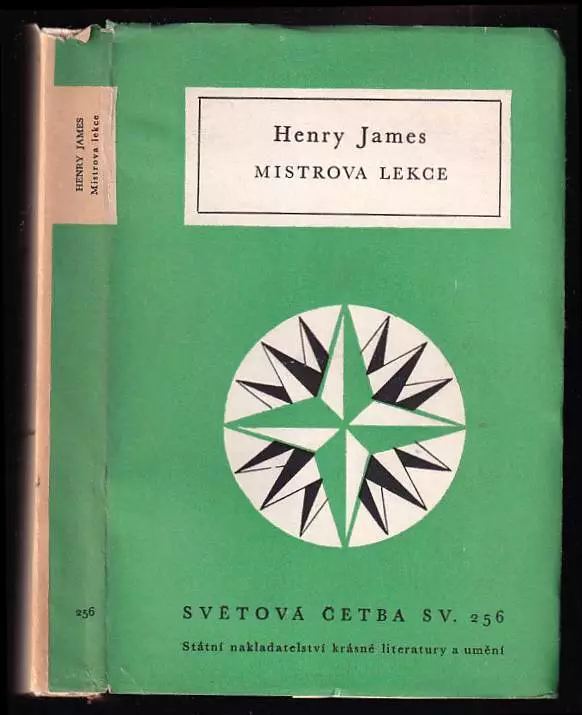 HENRY JAMES
Mistrova lekce
256
Henry James
MISTROVA LEKCE
SVĚTOVÁ ČETBA SV. 256
Státní nakladatelství krásné literatury a umění